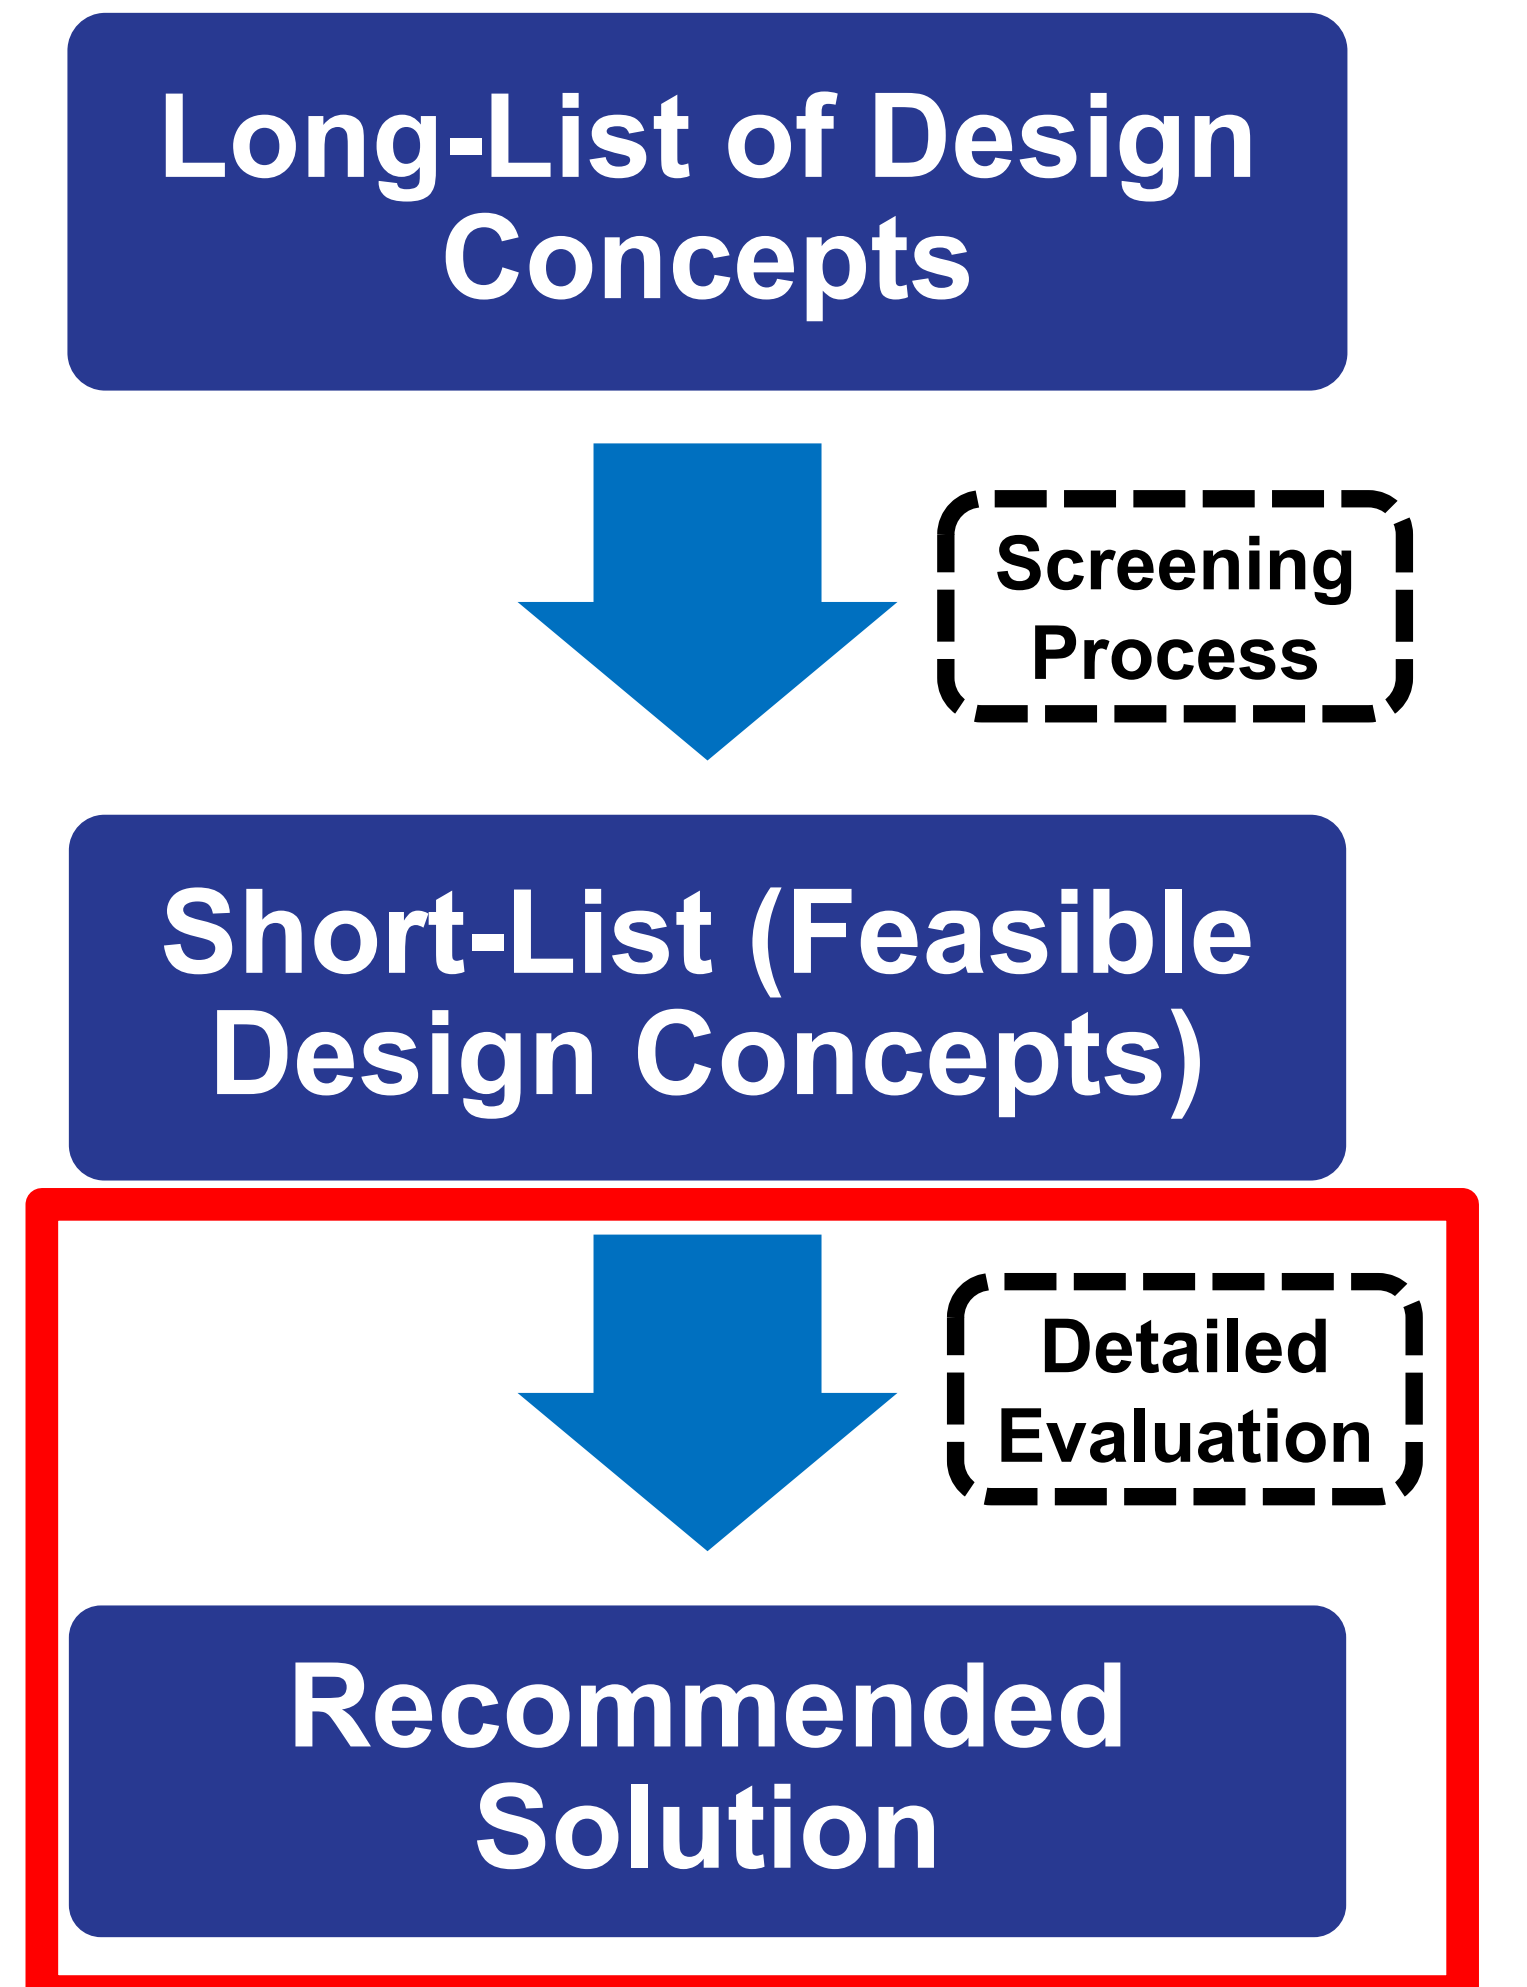 Long-List of Design
Concepts
Screening
Process
Short-List (Feasible
Design Concepts)
Detailed
Evaluation
Recommended
Solution